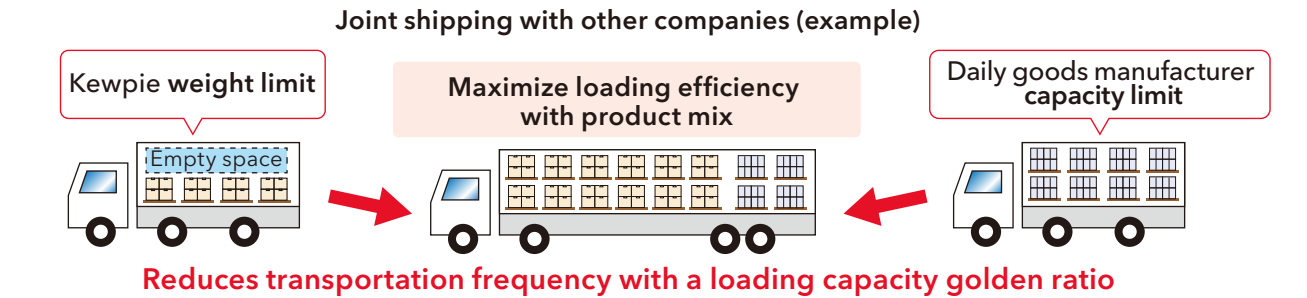 Joint shipping with other companies (example)
Kewpie weight limit
Maximize loading efficiency
with product mix
Daily goods manufacturer
capacity limit
Empty space
Reduces transportation frequency with a loading capacity golden ratio